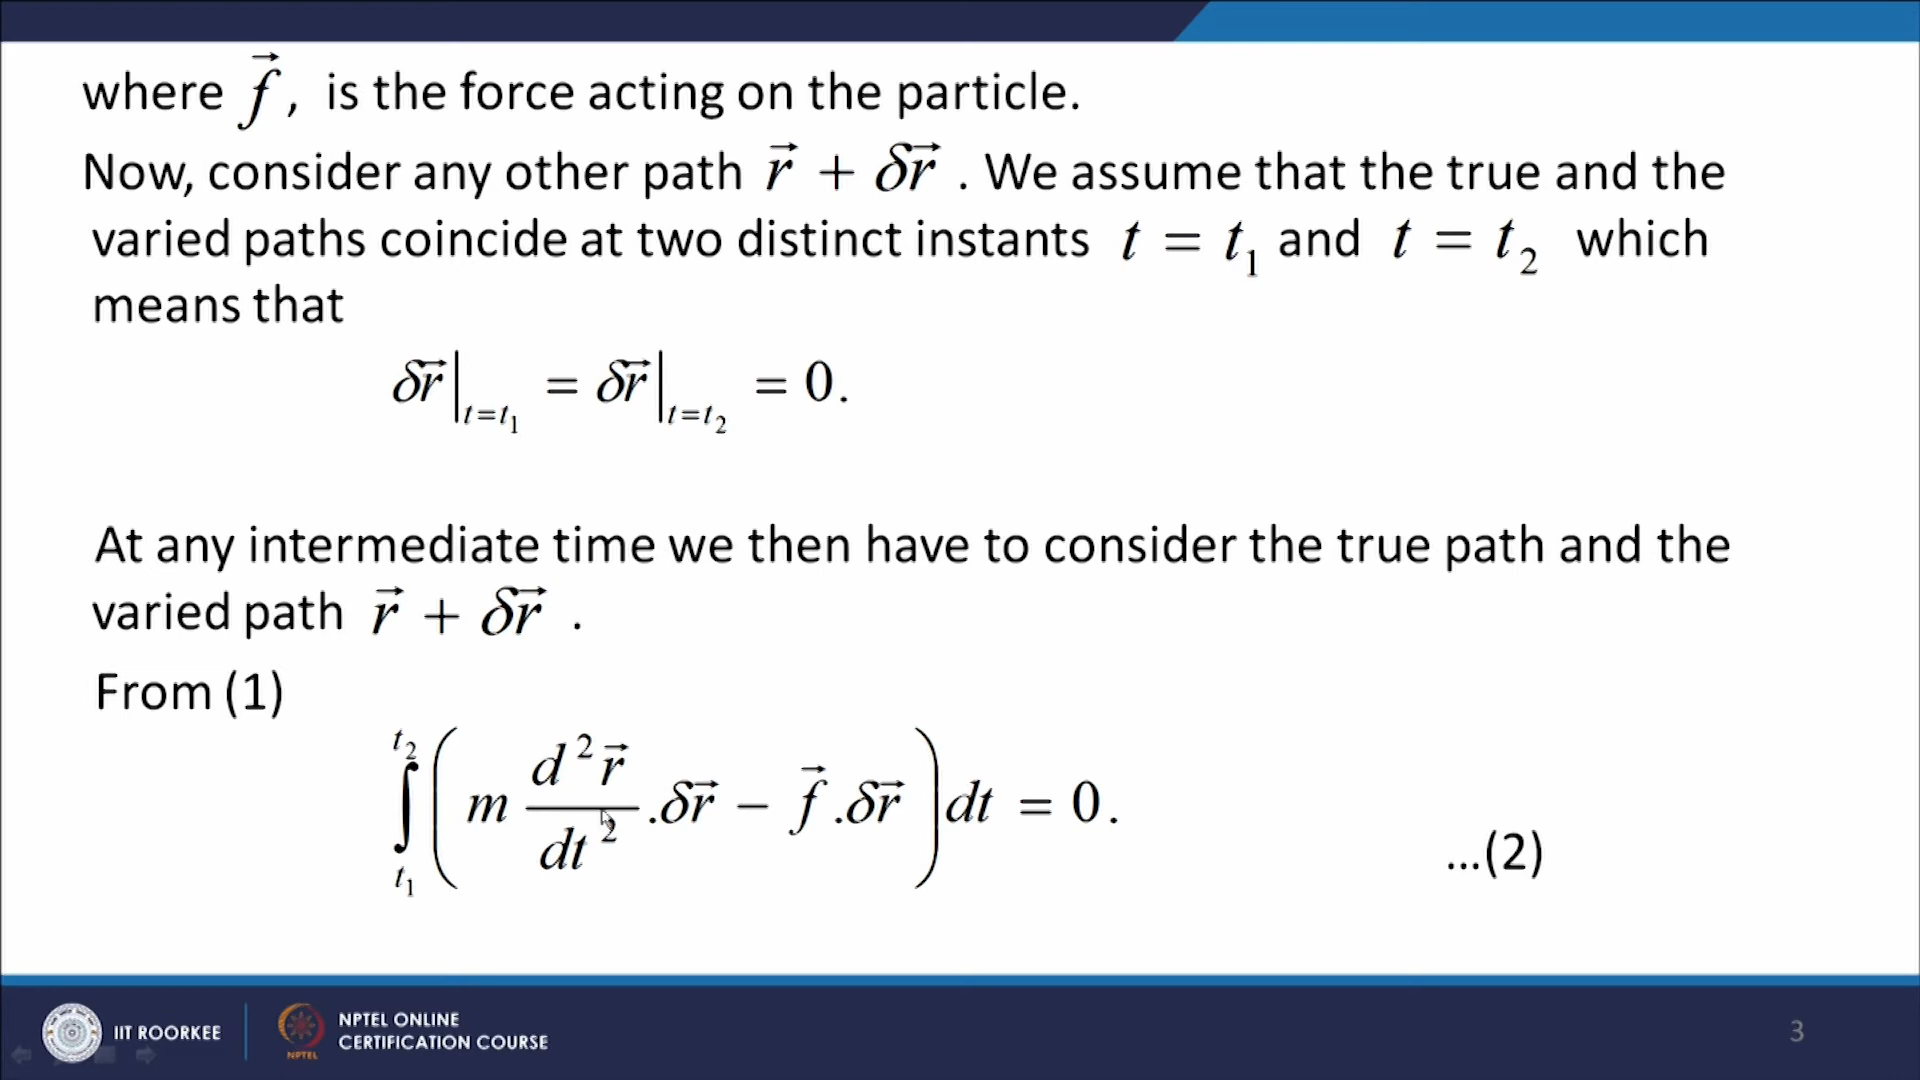 where $\vec{f}$, is the force acting on the particle.
Now, consider any other path $\vec{r} + \delta\vec{r}$ . We assume that the true and the
varied paths coincide at two distinct instants $t = t_1$ and $t = t_2$ which
means that
$\delta\vec{r}\big|_{t=t_1} = \delta\vec{r}\big|_{t=t_2} = 0.$
At any intermediate time we then have to consider the true path and the
varied path $\vec{r} + \delta\vec{r}$ .
From (1)
$\int_{t_1}^{t_2} \left( m \frac{d^2\vec{r}}{dt^2} . \delta\vec{r} - \vec{f} . \delta\vec{r} \right) dt = 0.$
...(2)
IIT ROORKEE
NPTEL
NPTEL ONLINE
CERTIFICATION COURSE
3